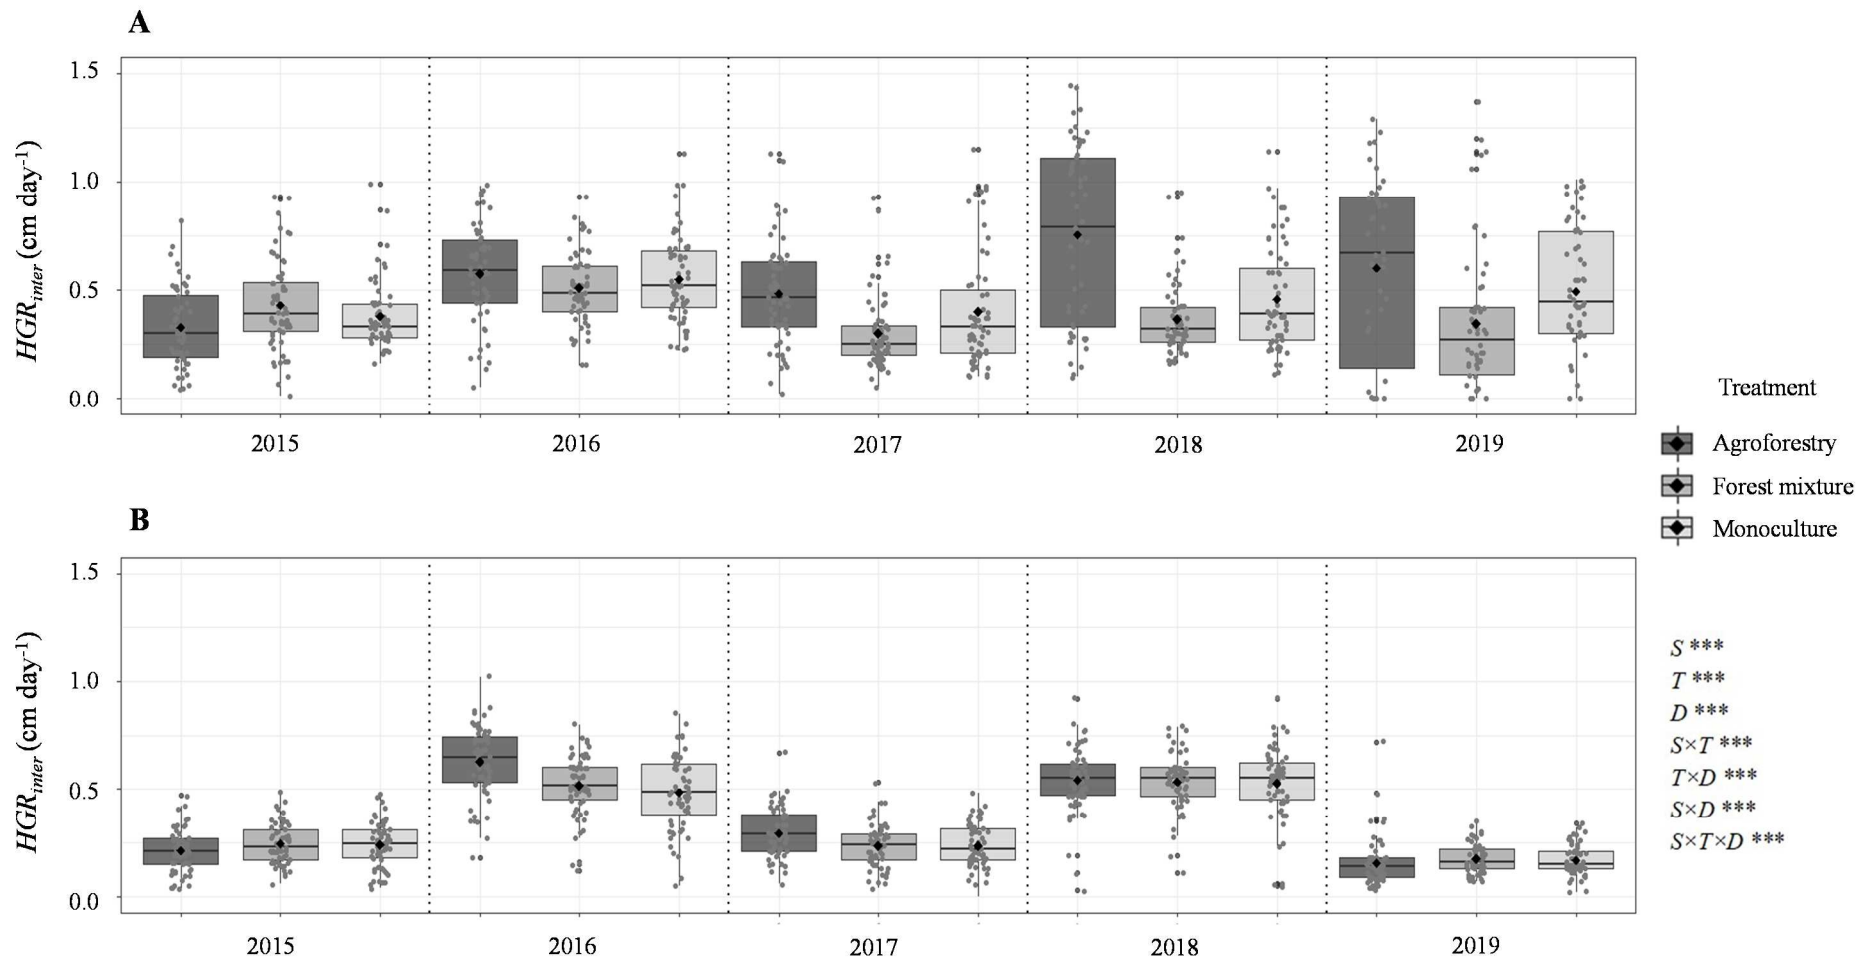 A
1.5
1.0
0.5
0.0
HGRinter (cm day-1)
2015 2016 2017 2018 2019
Treatment
Agroforestry
Forest mixture
Monoculture
B
1.5
1.0
0.5
0.0
HGRinter (cm day-1)
2015 2016 2017 2018 2019
S ***
T ***
D ***
S×T ***
T×D ***
S×D ***
S×T×D ***